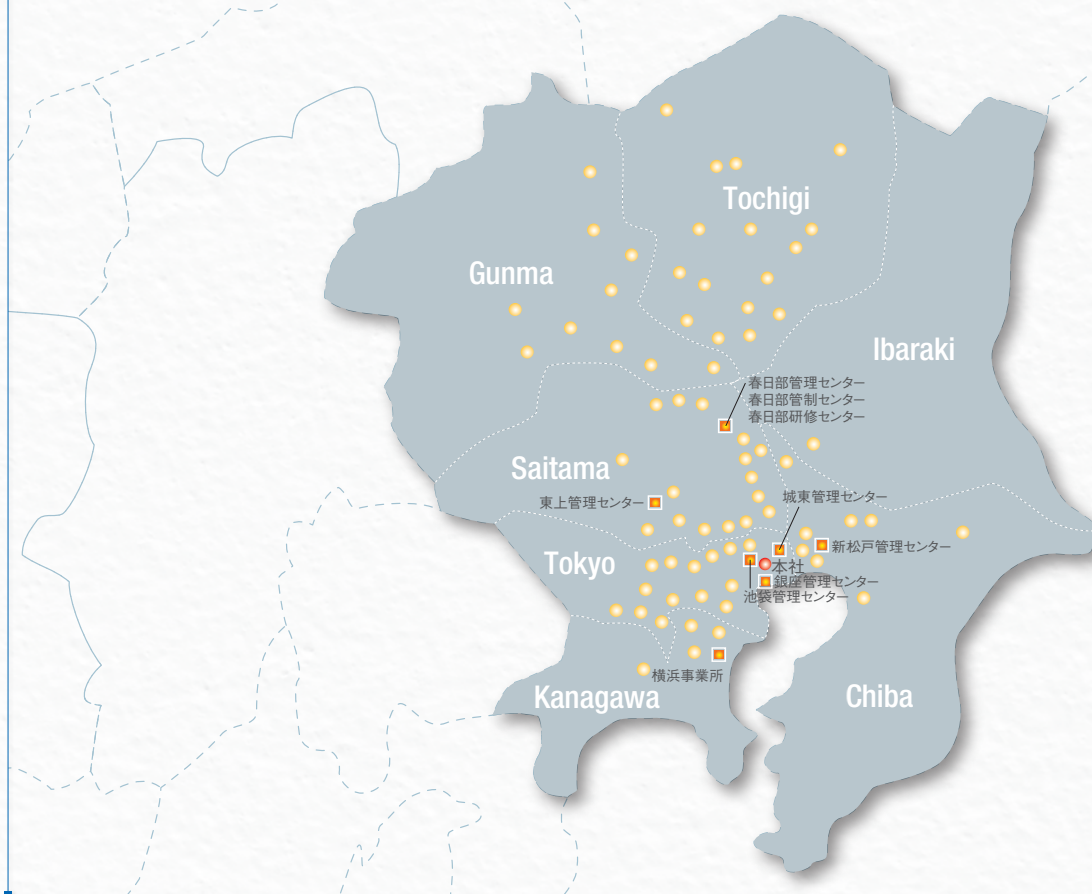 Tochigi
Gunma
Ibaraki
春日部管理センター
春日部管制センター
春日部研修センター
Saitama
東上管理センター
城東管理センター
新松戸管理センター
Tokyo
本社
銀座管理センター
池袋管理センター
横浜事業所
Kanagawa
Chiba